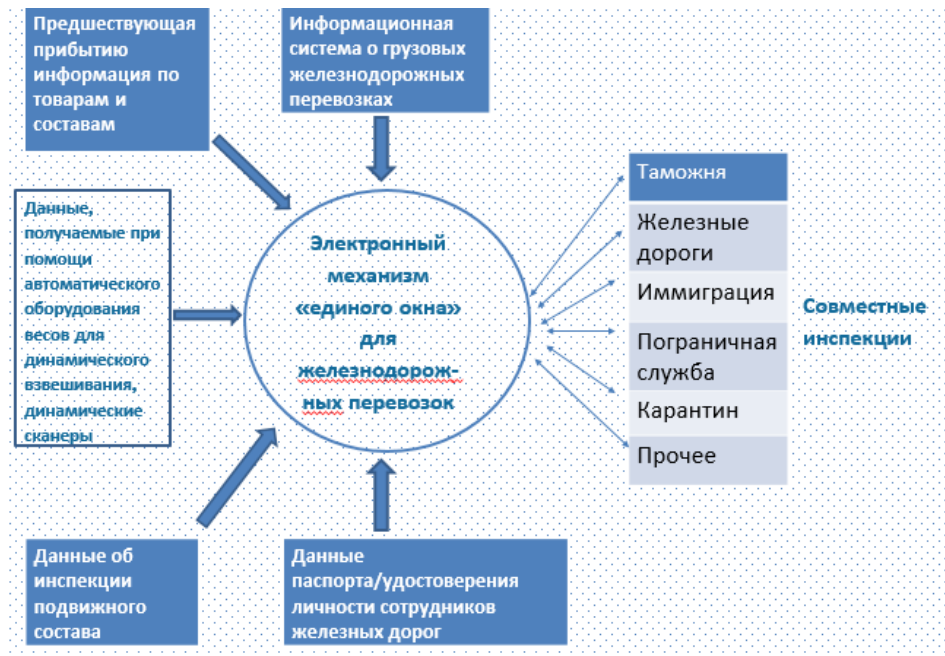 Предшествующая
прибытию
информация по
товарам и
составам
Информационная
система о грузовых
железнодорожных
перевозках
Данные,
получаемые при
помощи
автоматического
оборудования
весов для
динамического
взвешивания,
динамические
сканеры
Электронный
механизм
«единого окна»
для
железнодорож-
ных перевозок
Таможня
Железные
дороги
Иммиграция
Пограничная
служба
Карантин
Прочее
Совместные
инспекции
Данные об
инспекции
подвижного
состава
Данные
паспорта/удостоверения
личности сотрудников
железных дорог